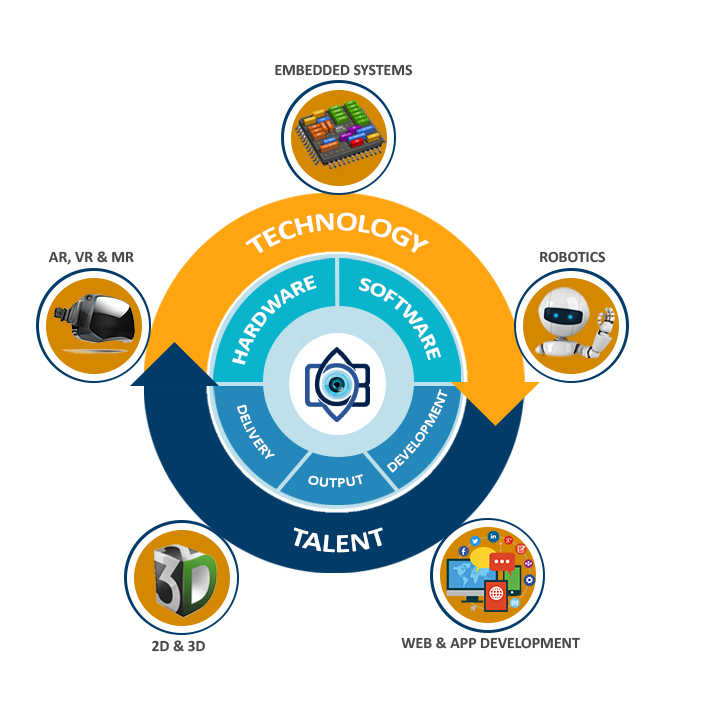 EMBEDDED SYSTEMS
TECHNOLOGY
AR, VR & MR
ROBOTICS
HARDWARE
SOFTWARE
DELIVERY
OUTPUT
DEVELOPMENT
TALENT
3D
2D & 3D
WEB & APP DEVELOPMENT